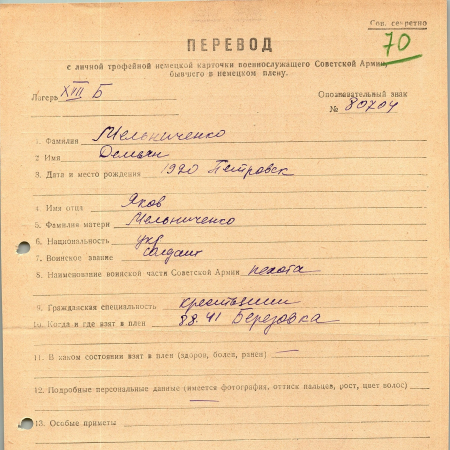 Сов. секретно
70
ПЕРЕВОД
с личной трофейной немецкой карточки военнослужащего Советской Армии,
бывшего в немецком плену.
Лагерь XVIII Б
Опознавательный знак
№ 80704
1. Фамилия Мельниченко
2 Имя Демьян
3. Дата и место рождения 1920 Петровск
4. Имя отца Яков
5. Фамилия матери Мельниченко
6. Национальность укр
7. Воинское звание солдат
8. Наименование воинской части Советской Армии пехота
9. Гражданская специальность крестьянин
10. Когда и где взят в плен 8.8.41 Березовка
11. В каком состоянии взят в плен (здоров, болен, ранен) —
12. Подробные персональные данные (имеется фотография, оттиск пальцев, рост, цвет волос)
—
13. Особые приметы